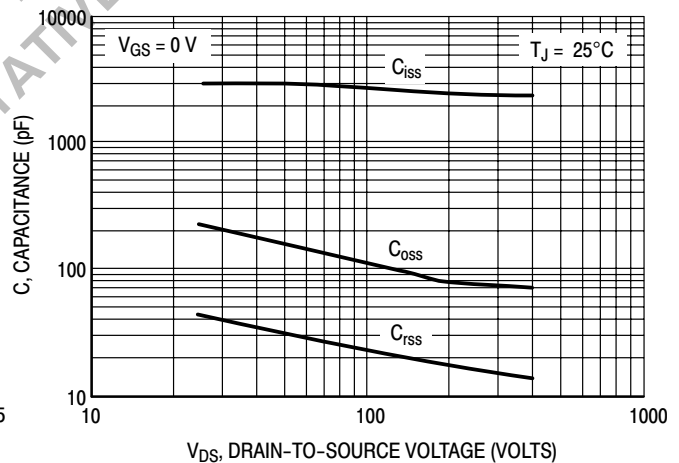 10000
V_GS = 0 V
T_J = 25°C
C_iss
1000
C_oss
100
C_rss
10
10
100
1000
C, CAPACITANCE (pF)
V_DS, DRAIN-TO-SOURCE VOLTAGE (VOLTS)
5